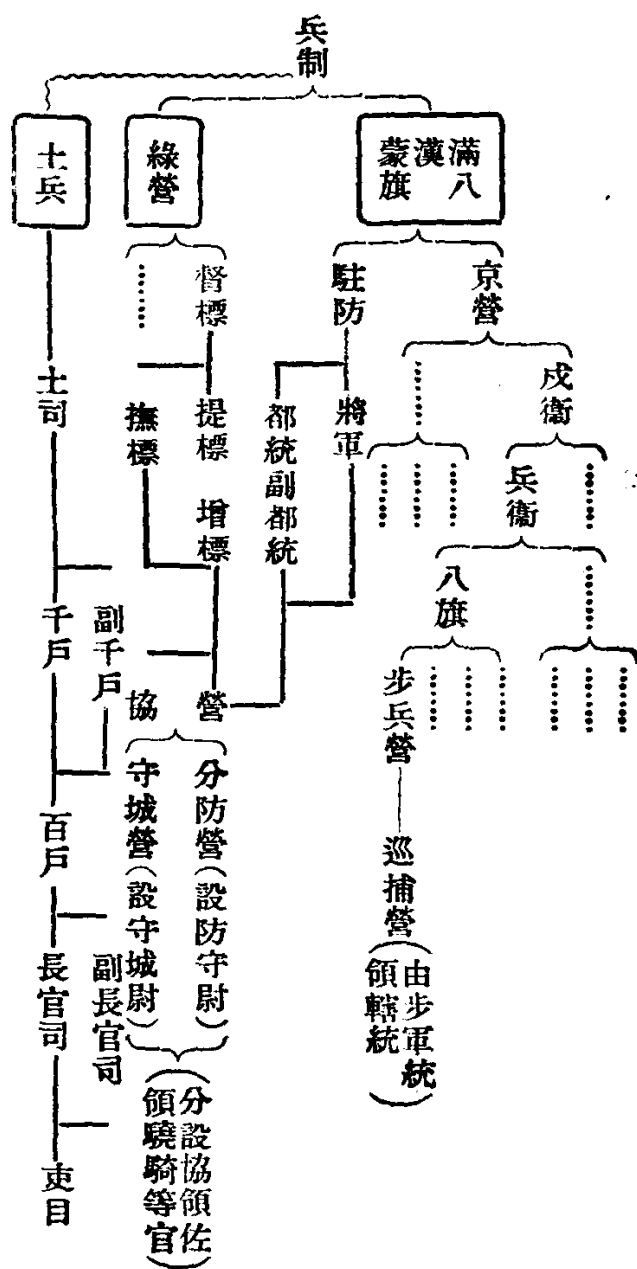 兵制
滿漢蒙
八旗
京營
戍衞
兵衞
八旗
步兵營
巡捕營
（由步軍統領轄統）
駐防
將軍
都統副都統
綠營
督標
提標
增標
撫標
營
協
分防營（設防守尉）
守城營（設守城尉）
（分設協領佐領驍騎等官）
土兵
土司
副千戶
千戶
百戶
副長官司
長官司
吏目